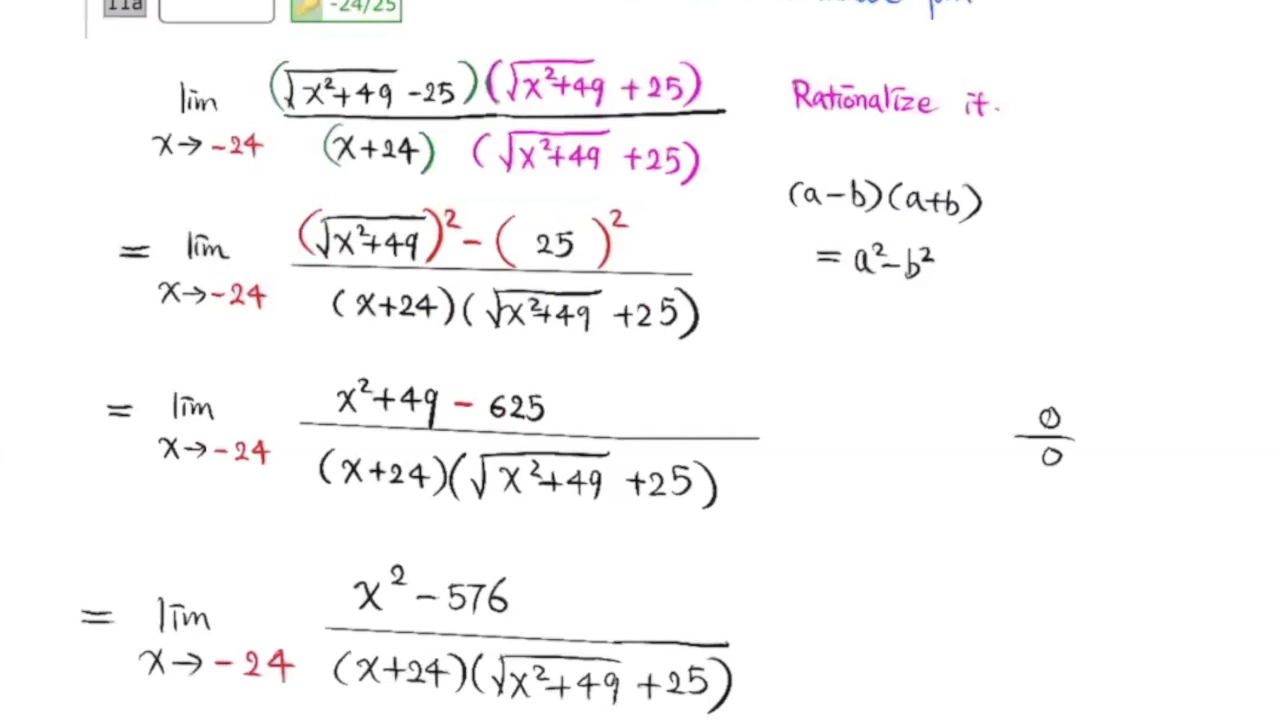 11a -24/25
lim x→-24 (√x²+49 -25)(√x²+49 +25) / (x+24) (√x²+49 +25)
Rationalize it.
(a-b)(a+b)
= a²-b²
= lim x→-24 (√x²+49)² - (25)² / (x+24)(√x²+49 +25)
= lim x→-24 x²+49 - 625 / (x+24)(√x²+49 +25)
0/0
= lim x→-24 x² - 576 / (x+24)(√x²+49 +25)